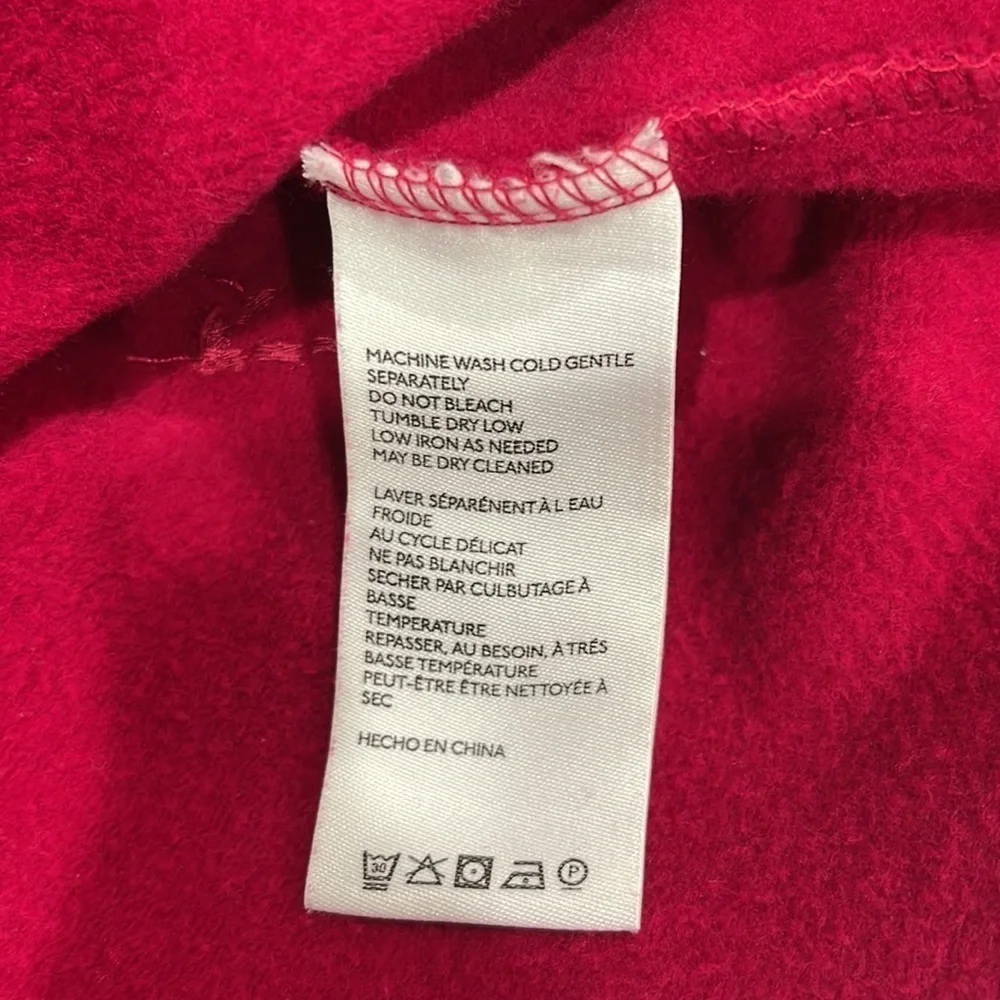 MACHINE WASH COLD GENTLE
SEPARATELY
DO NOT BLEACH
TUMBLE DRY LOW
LOW IRON AS NEEDED
MAY BE DRY CLEANED
LAVER SÉPARÉNENT À L EAU
FROIDE
AU CYCLE DÉLICAT
NE PAS BLANCHIR
SECHER PAR CULBUTAGE À
BASSE
TEMPERATURE
REPASSER, AU BESOIN, À TRÉS
BASSE TEMPÉRATURE
PEUT-ÊTRE ÊTRE NETTOYÉE À
SEC
HECHO EN CHINA
30 P